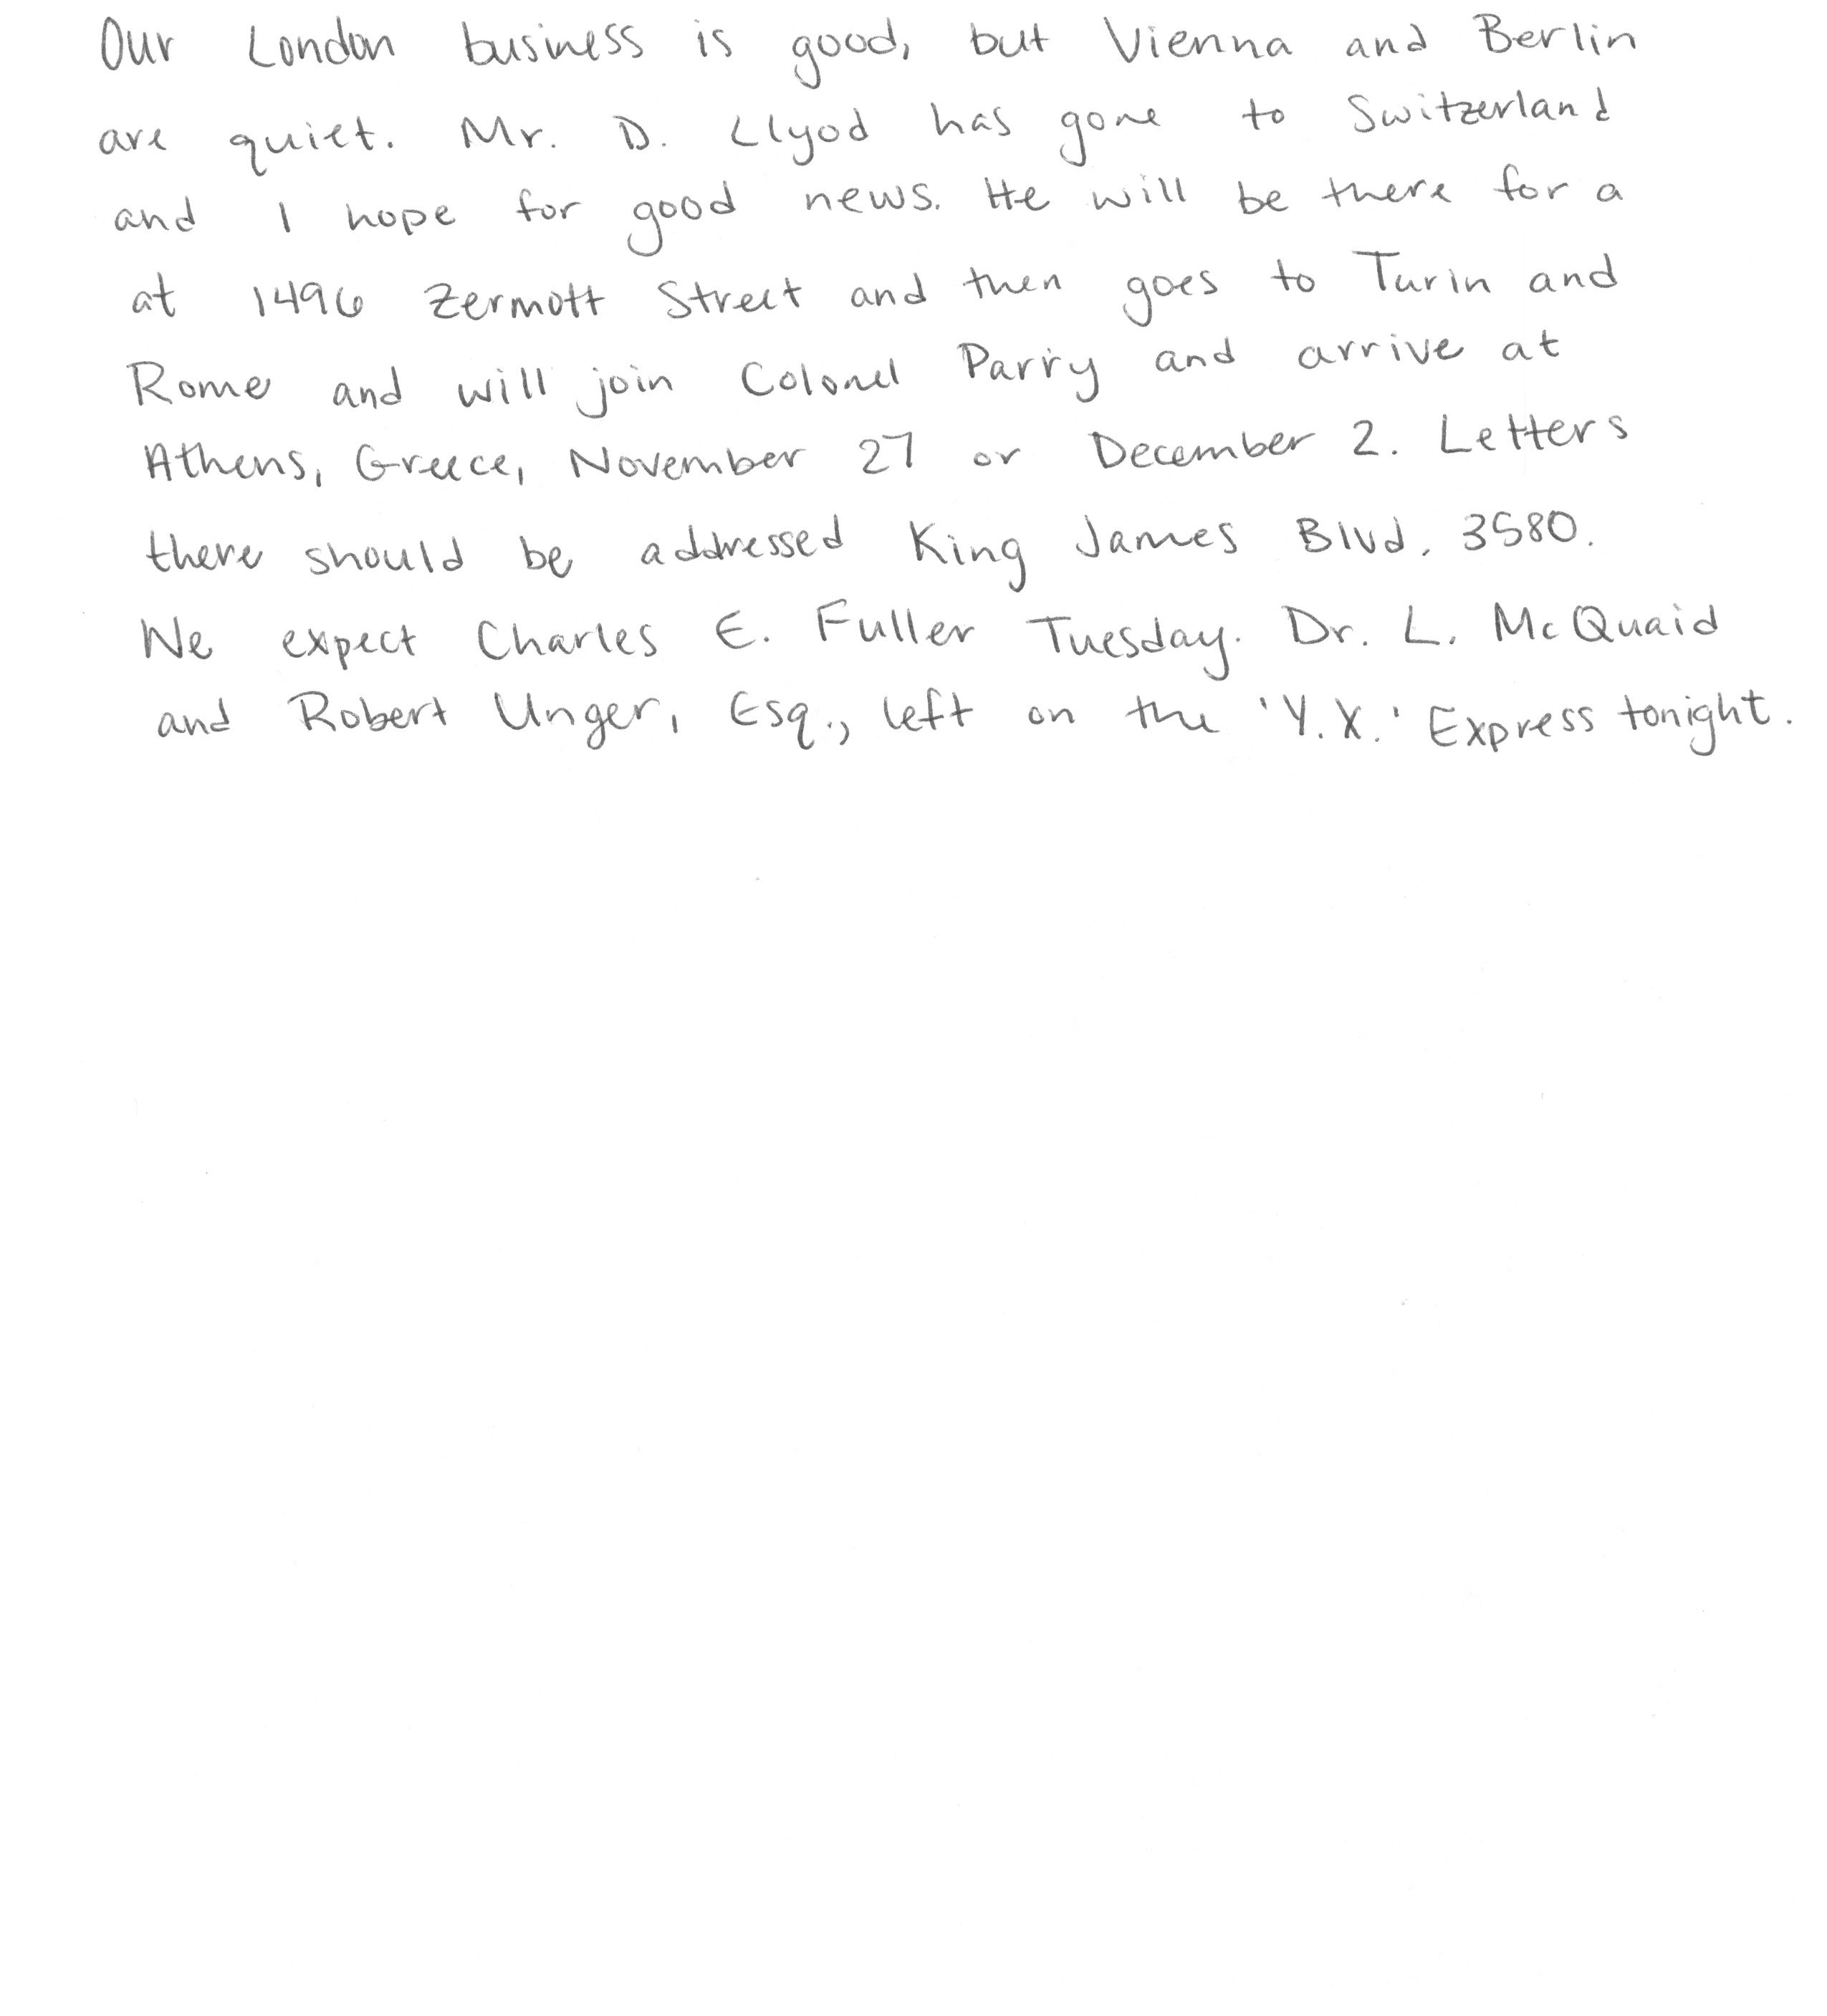 Our London business is good, but Vienna and Berlin
are quiet. Mr. D. Llyod has gone to Switzerland
and I hope for good news. He will be there for a
at 1496 Zermott Street and then goes to Turin and
Rome and will join Colonel Parry and arrive at
Athens, Greece, November 27 or December 2. Letters
there should be addressed King James Blvd. 3580.
We expect Charles E. Fuller Tuesday. Dr. L. McQuaid
and Robert Unger, Esq., left on the 'Y.X.' Express tonight.